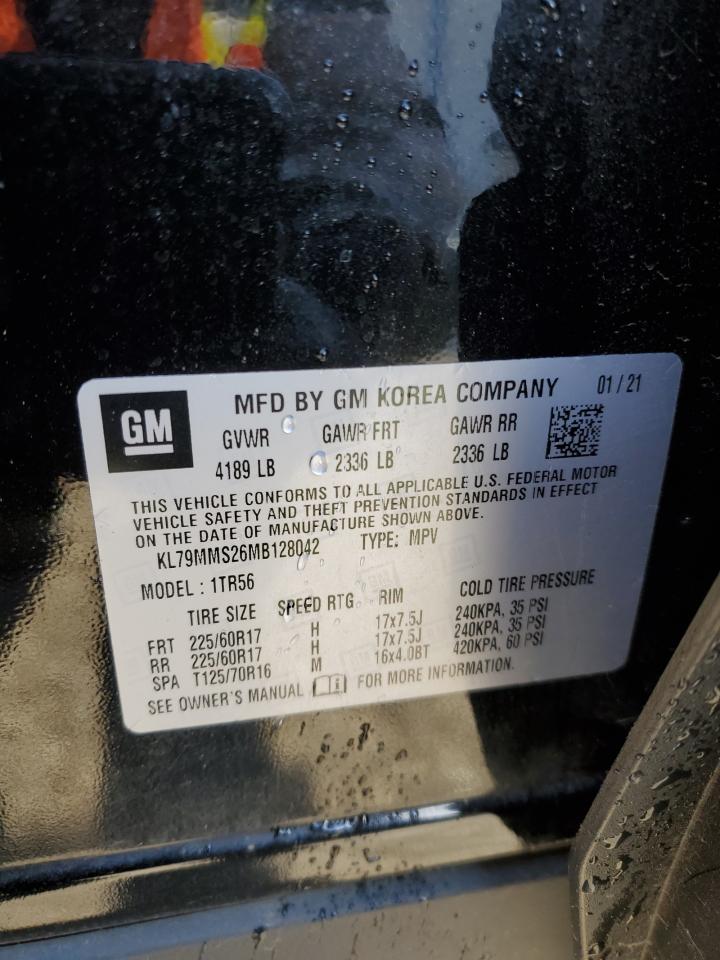 GM
MFD BY GM KOREA COMPANY 01/21
GVWR GAWR FRT GAWR RR
4189 LB 2336 LB 2336 LB
THIS VEHICLE CONFORMS TO ALL APPLICABLE U.S. FEDERAL MOTOR
VEHICLE SAFETY AND THEFT PREVENTION STANDARDS IN EFFECT
ON THE DATE OF MANUFACTURE SHOWN ABOVE.
KL79MMS26MB128042 TYPE: MPV
MODEL : 1TR56
TIRE SIZE SPEED RTG RIM COLD TIRE PRESSURE
FRT 225/60R17 H 17x7.5J 240KPA, 35 PSI
RR 225/60R17 H 17x7.5J 240KPA, 35 PSI
SPA T125/70R16 M 16x4.0BT 420KPA, 60 PSI
SEE OWNER'S MANUAL FOR MORE INFORMATION.